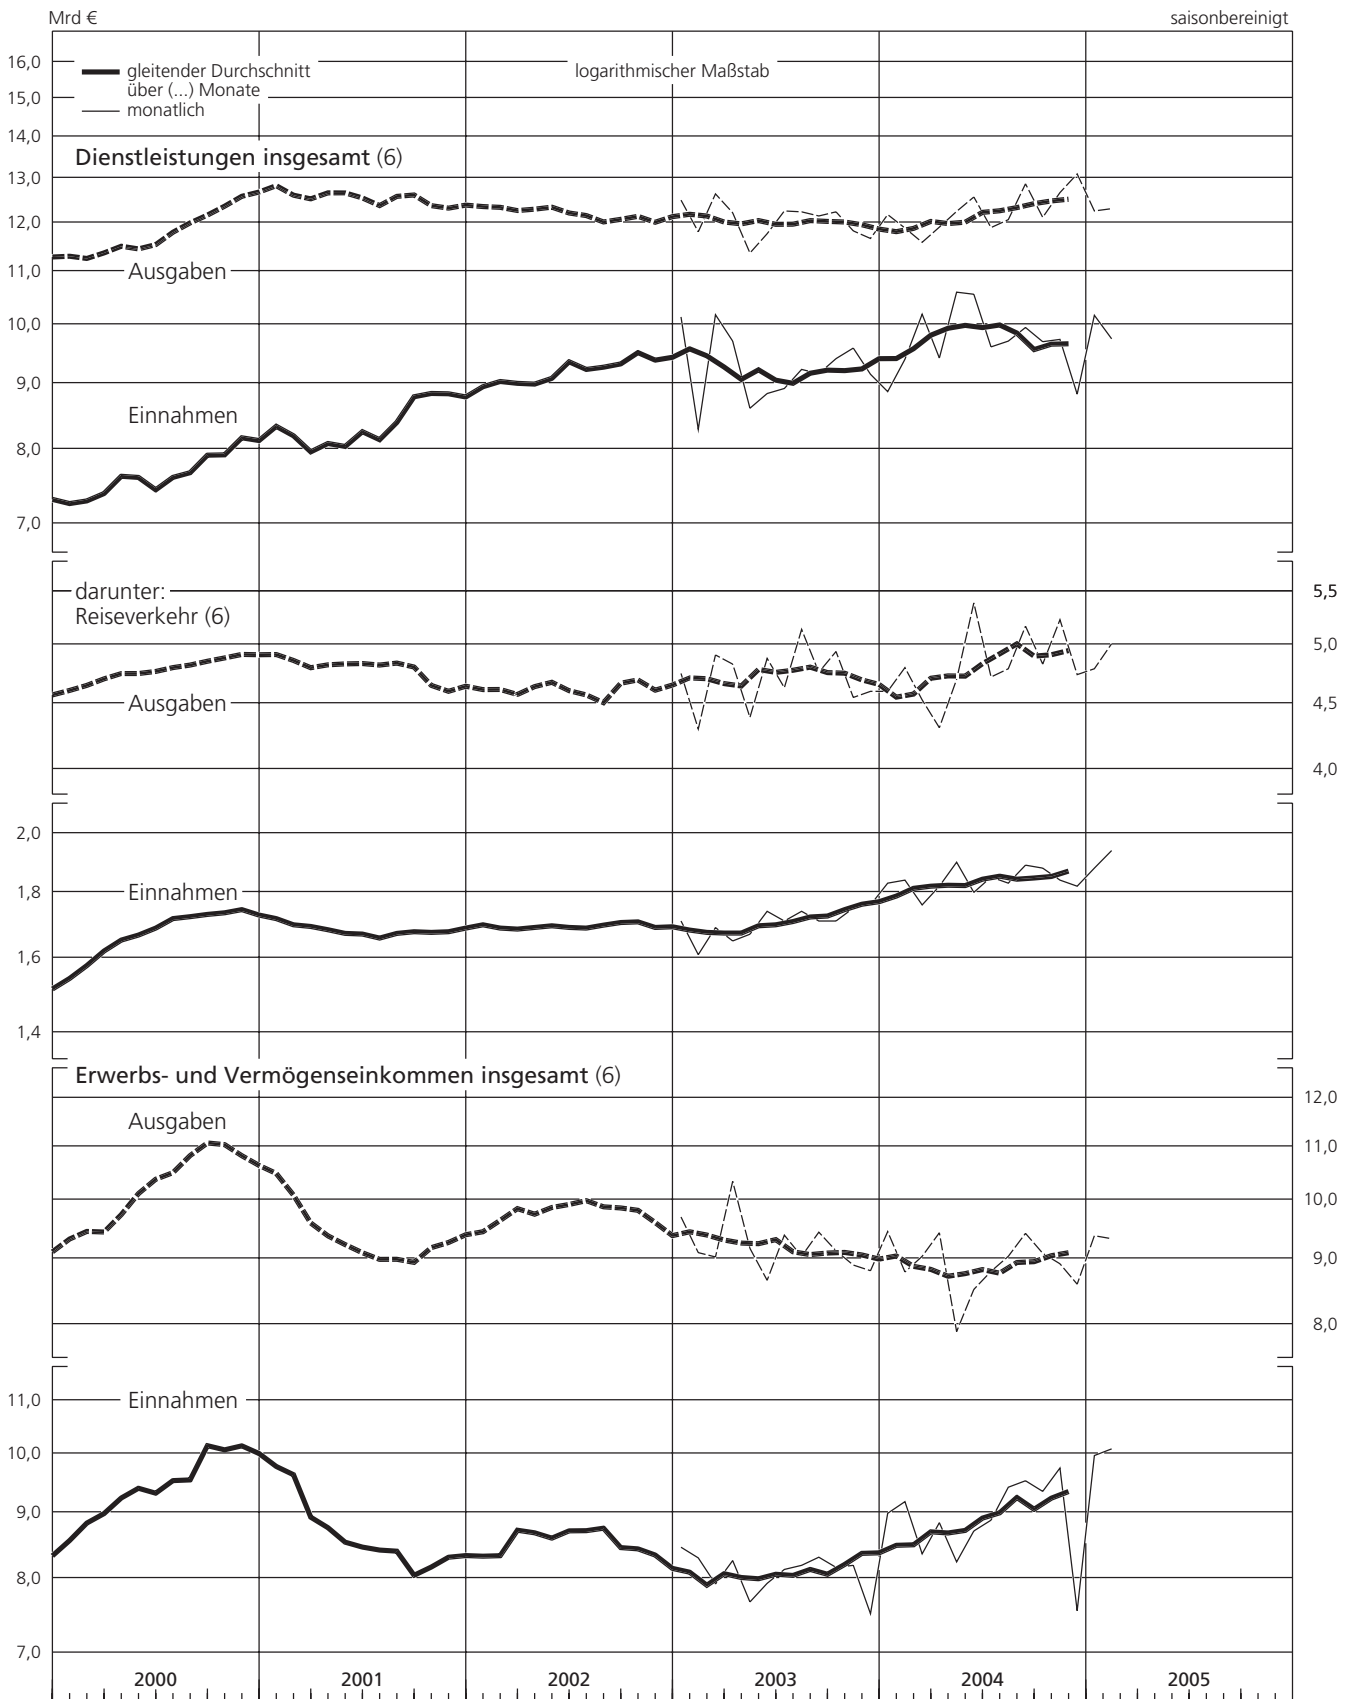 Mrd €
saisonbereinigt
16,0
gleitender Durchschnitt
über (...) Monate
monatlich
logarithmischer Maßstab
15,0
14,0
Dienstleistungen insgesamt (6)
13,0
12,0
11,0
Ausgaben
10,0
9,0
Einnahmen
8,0
7,0
darunter:
Reiseverkehr (6)
5,5
5,0
Ausgaben
4,5
4,0
2,0
Einnahmen
1,8
1,6
1,4
Erwerbs- und Vermögenseinkommen insgesamt (6)
12,0
Ausgaben
11,0
10,0
9,0
8,0
11,0
Einnahmen
10,0
9,0
8,0
7,0
2000 2001 2002 2003 2004 2005